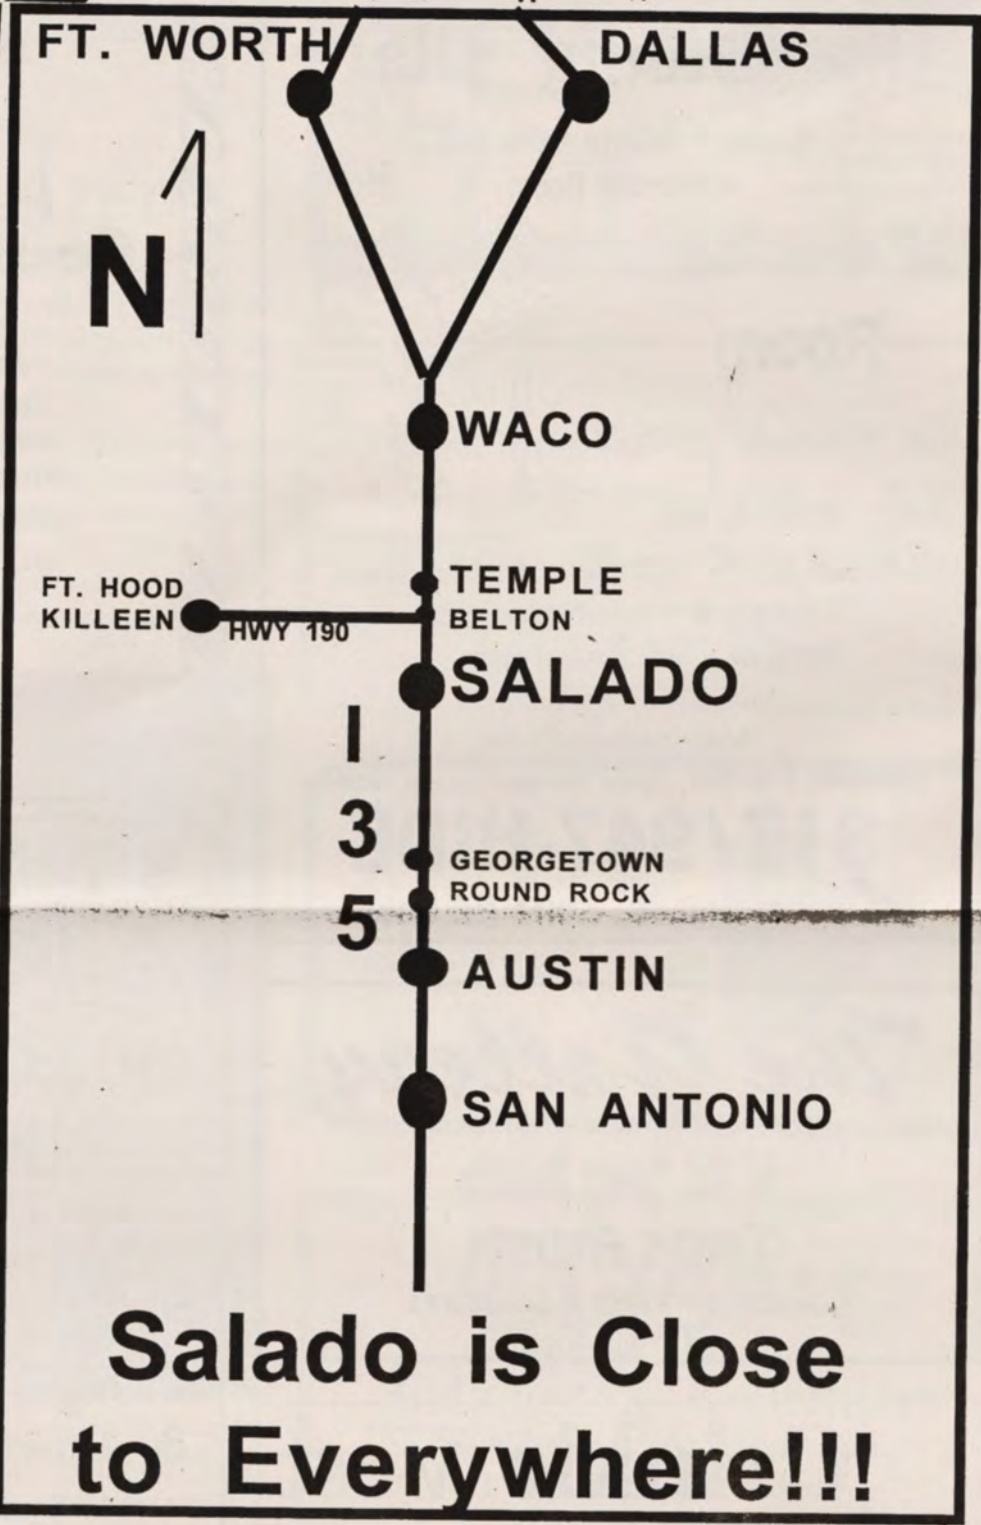 FT. WORTH
DALLAS
N
WACO
TEMPLE
FT. HOOD
KILLEEN
BELTON
HWY 190
SALADO
I
3
5
GEORGETOWN
ROUND ROCK
AUSTIN
SAN ANTONIO
Salado is Close
to Everywhere!!!